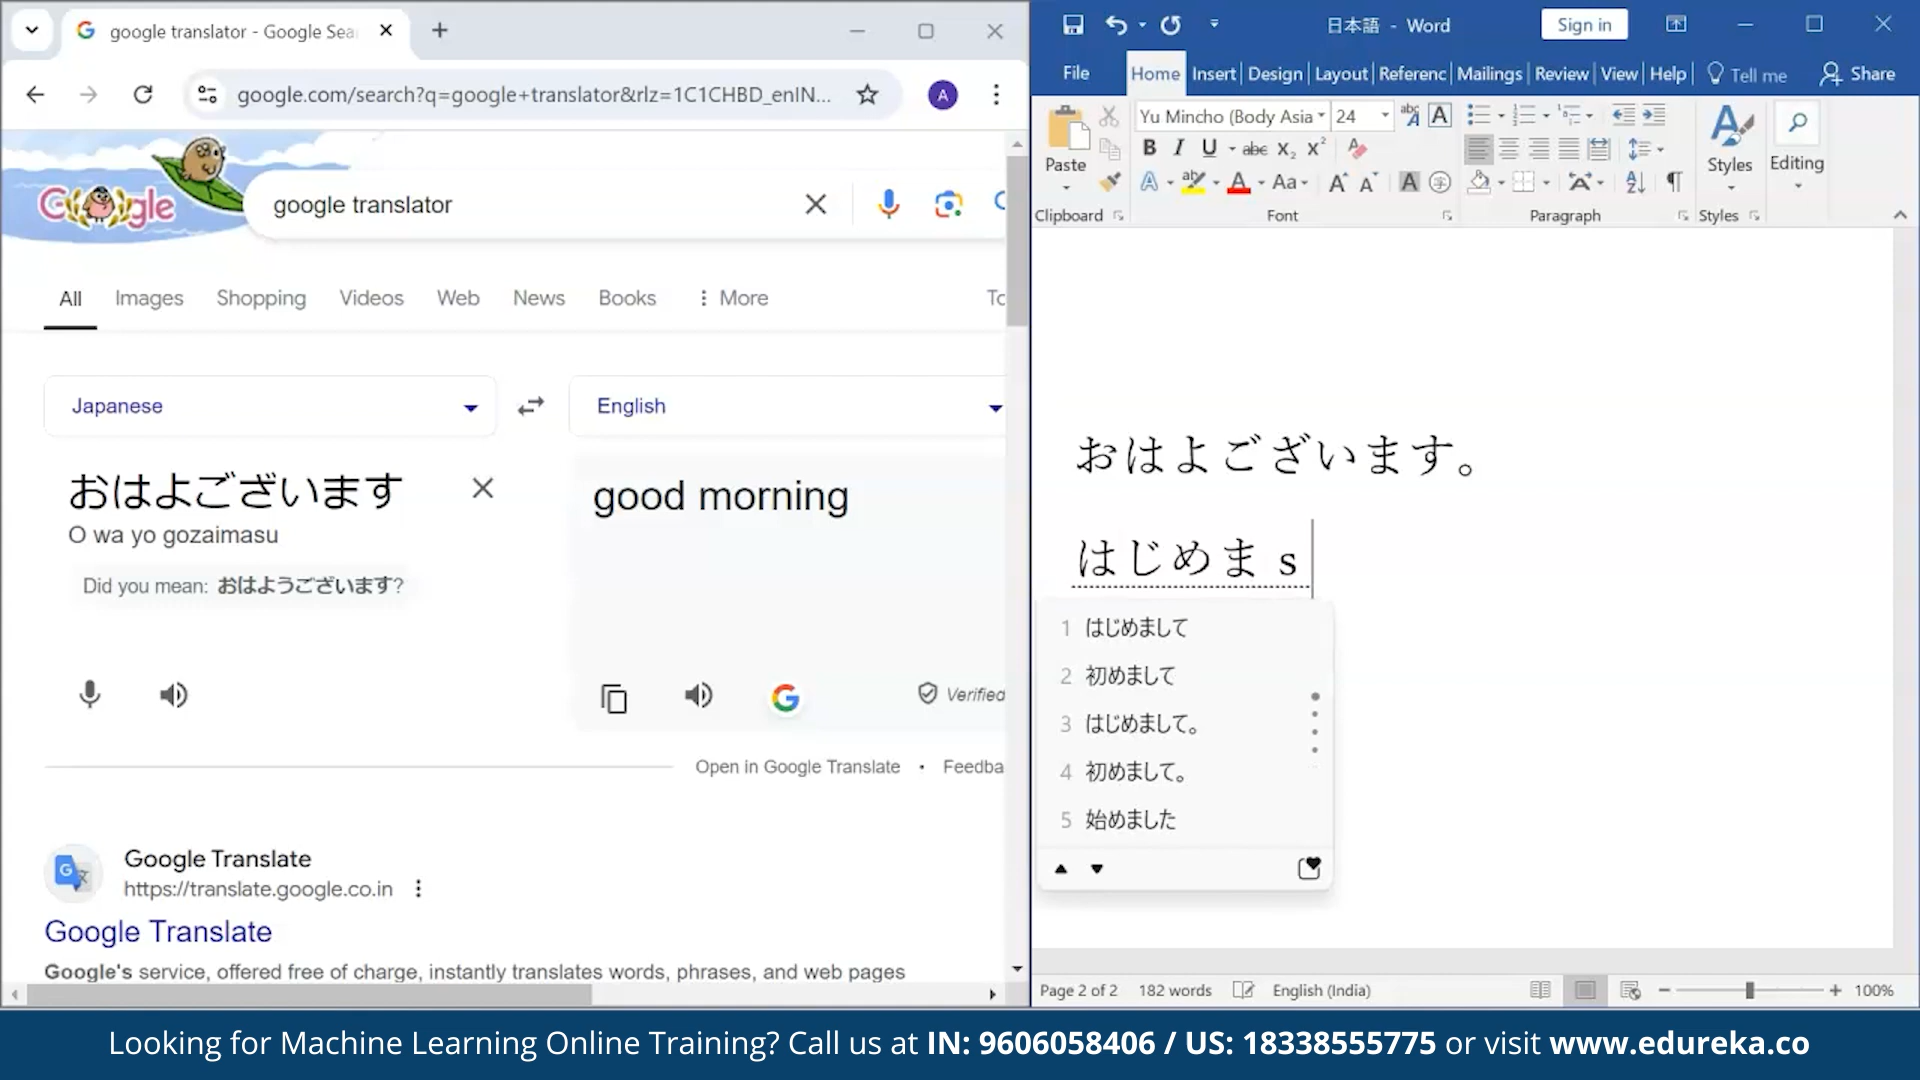 google translator - Google Sea
google.com/search?q=google+translator&rlz=1C1CHBD_enIN...
A
Google
google translator
All Images Shopping Videos Web News Books More
Japanese
English
おはよございます
O wa yo gozaimasu
Did you mean: おはようございます?
good morning
Verified
Open in Google Translate • Feedba
Google Translate
https://translate.google.co.in
Google Translate
Google's service, offered free of charge, instantly translates words, phrases, and web pages
日本語 - Word
Sign in
File Home Insert Design Layout Referenc Mailings Review View Help Tell me Share
Paste
Clipboard
Yu Mincho (Body Asia 24
B I U abc X₂ X²
Aa
Font
Paragraph
Styles
Styles
Editing
おはよございます。
はじめま s
1 はじめまして
2 初めまして
3 はじめまして。
4 初めまして。
5 始めました
Page 2 of 2 182 words English (India) 100%
Looking for Machine Learning Online Training? Call us at IN: 9606058406 / US: 18338555775 or visit www.edureka.co